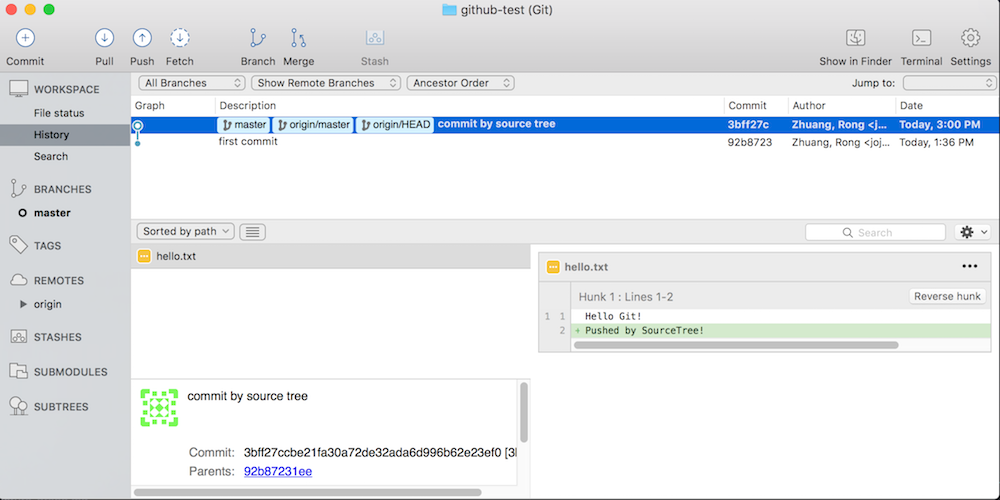 github-test (Git)
Commit Pull Push Fetch Branch Merge Stash Show in Finder Terminal Settings
All Branches Show Remote Branches Ancestor Order Jump to:
WORKSPACE
File status
History
Search
BRANCHES
master
TAGS
REMOTES
origin
STASHES
SUBMODULES
SUBTREES
Graph Description Commit Author Date
master origin/master origin/HEAD commit by source tree 3bff27c Zhuang, Rong <jo... Today, 3:00 PM
first commit 92b8723 Zhuang, Rong <joj... Today, 1:36 PM
Sorted by path Search
hello.txt
hello.txt
Hunk 1 : Lines 1-2 Reverse hunk
1 1 Hello Git!
2 + Pushed by SourceTree!
commit by source tree
Commit: 3bff27ccbe21fa30a72de32ada6d996b62e23ef0 [3
Parents: 92b87231ee